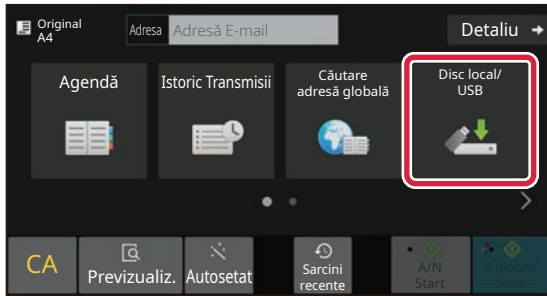 Original
A4
Adresa
Adresă E-mail
Detaliu
Agendă
Istoric Transmisii
Căutare
adresă globală
Disc local/
USB
CA
Previzualiz.
Autosetat
Sarcini
recente
A/N
Start
Culoare
Start